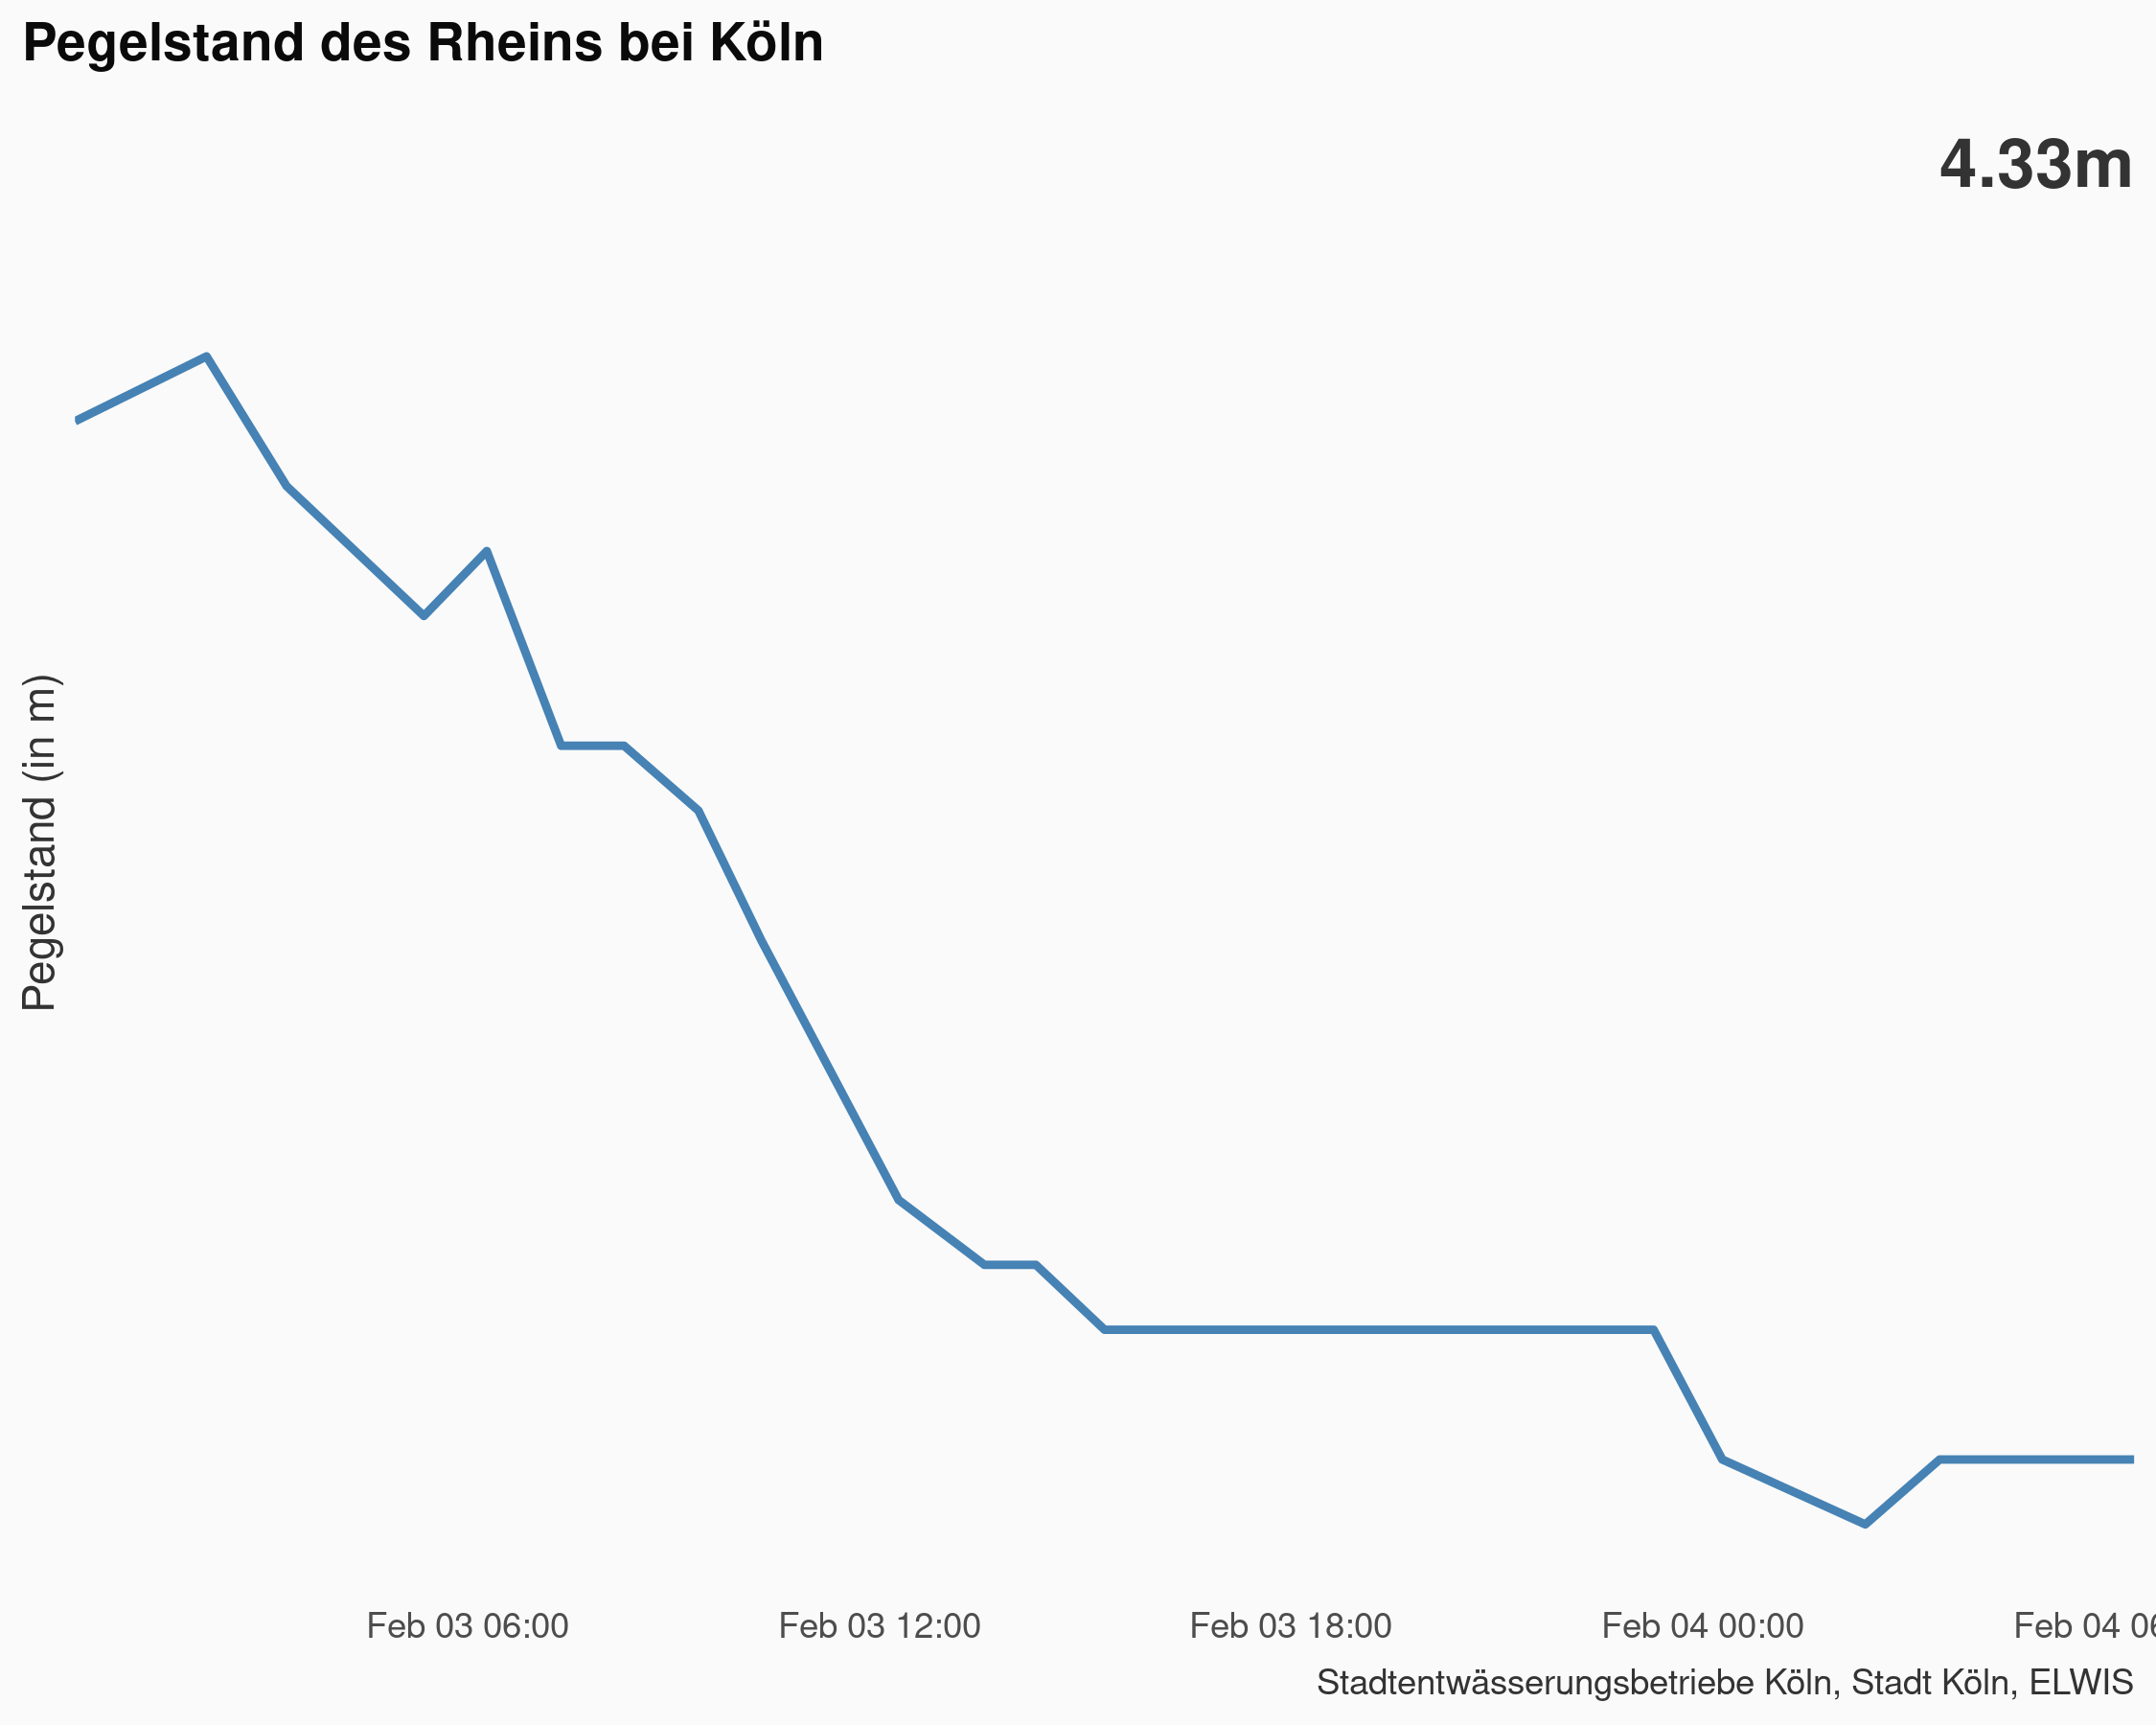 Pegelstand des Rheins bei Köln
4.33m
Pegelstand (in m)
Feb 03 06:00 Feb 03 12:00 Feb 03 18:00 Feb 04 00:00 Feb 04
Stadtentwässerungsbetriebe Köln, Stadt Köln, ELWIS